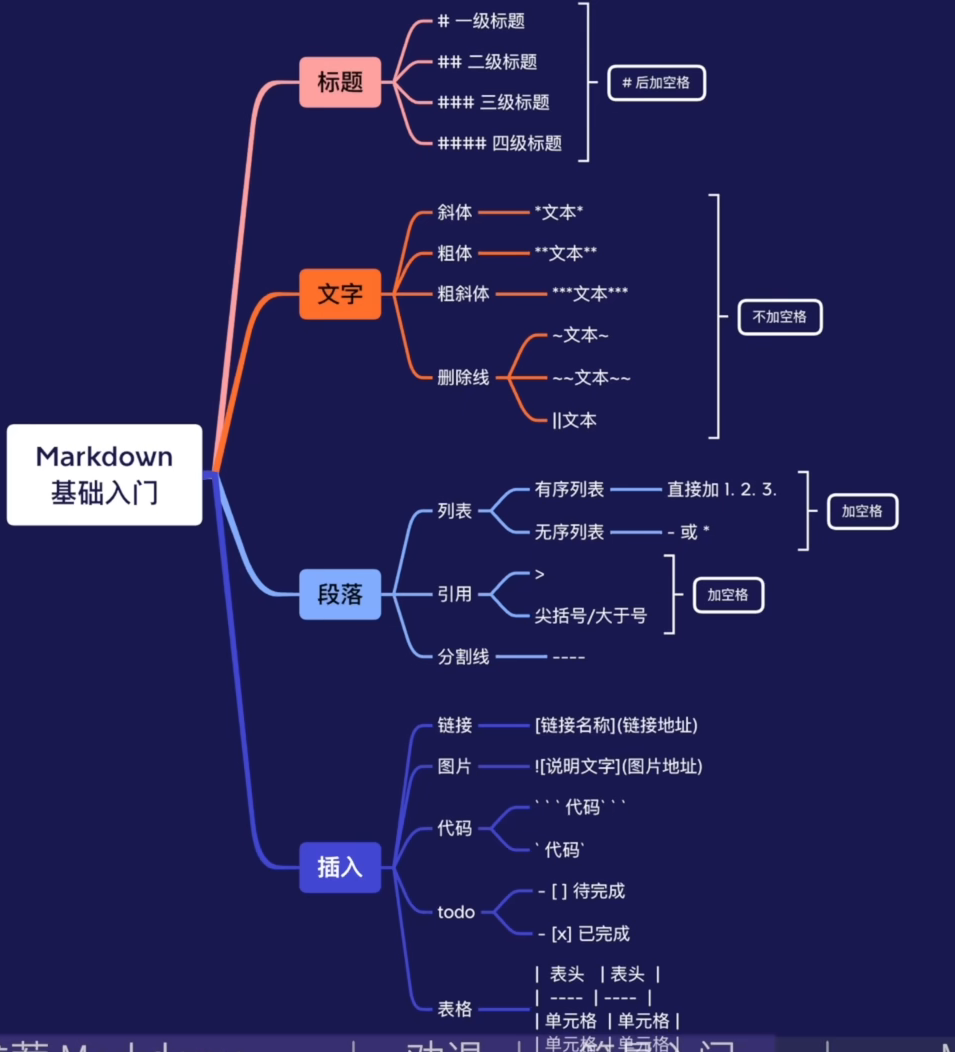 Markdown
基础入门
标题
# 一级标题
## 二级标题
### 三级标题
#### 四级标题
# 后加空格
文字
斜体
*文本*
粗体
**文本**
粗斜体
***文本***
删除线
~文本~
~~文本~~
||文本
不加空格
段落
列表
有序列表
直接加 1. 2. 3.
无序列表
- 或 *
加空格
引用
>
尖括号/大于号
加空格
分割线
----
插入
链接
[链接名称](链接地址)
图片
![说明文字](图片地址)
代码
` ` ` 代码` ` `
` 代码`
todo
- [ ] 待完成
- [x] 已完成
表格
| 表头 | 表头 |
| ---- | ---- |
| 单元格 | 单元格 |
| 单元格 | 单元格 |